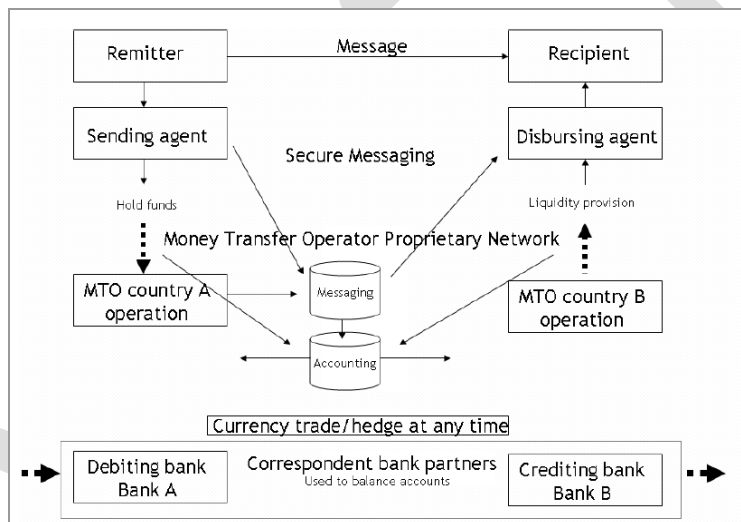 Remitter
Message
Recipient
Sending agent
Disbursing agent
Secure Messaging
Hold funds
Liquidity provision
Money Transfer Operator Proprietary Network
Messaging
MTO country A
operation
MTO country B
operation
Accounting
Currency trade/hedge at any time
Debiting bank
Bank A
Correspondent bank partners
Used to balance accounts
Crediting bank
Bank B